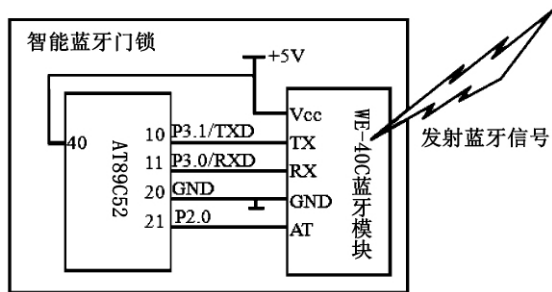 智能蓝牙门锁
+5V
40
AT89C52
10
P3.1/TXD
11
P3.0/RXD
20
GND
21
P2.0
Vcc
TX
RX
GND
AT
WE-40C蓝牙模块
发射蓝牙信号